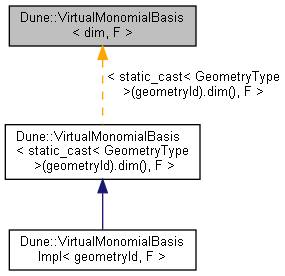 Dune::VirtualMonomialBasis
< dim, F >
< static_cast< GeometryType
>(geometryId).dim(), F >
Dune::VirtualMonomialBasis
< static_cast< GeometryType
>(geometryId).dim(), F >
Dune::VirtualMonomialBasis
Impl< geometryId, F >